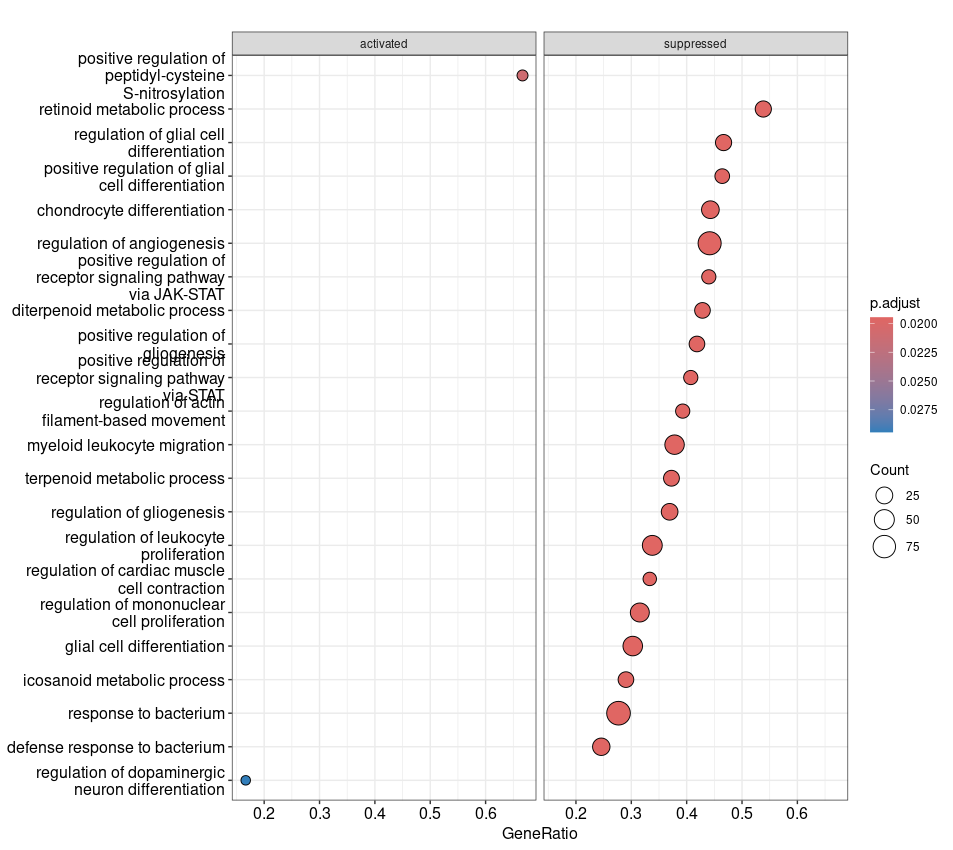 activated
suppressed
positive regulation of
peptidyl-cysteine
S-nitrosylation
retinoid metabolic process
regulation of glial cell
differentiation
positive regulation of glial
cell differentiation
chondrocyte differentiation
regulation of angiogenesis
positive regulation of
receptor signaling pathway
via JAK-STAT
diterpenoid metabolic process
positive regulation of
gliogenesis
positive regulation of
receptor signaling pathway
via STAT
regulation of actin
filament-based movement
myeloid leukocyte migration
terpenoid metabolic process
regulation of gliogenesis
regulation of leukocyte
proliferation
regulation of cardiac muscle
cell contraction
regulation of mononuclear
cell proliferation
glial cell differentiation
icosanoid metabolic process
response to bacterium
defense response to bacterium
regulation of dopaminergic
neuron differentiation
0.2 0.3 0.4 0.5 0.6
0.2 0.3 0.4 0.5 0.6
GeneRatio
p.adjust
0.0200
0.0225
0.0250
0.0275
Count
25
50
75